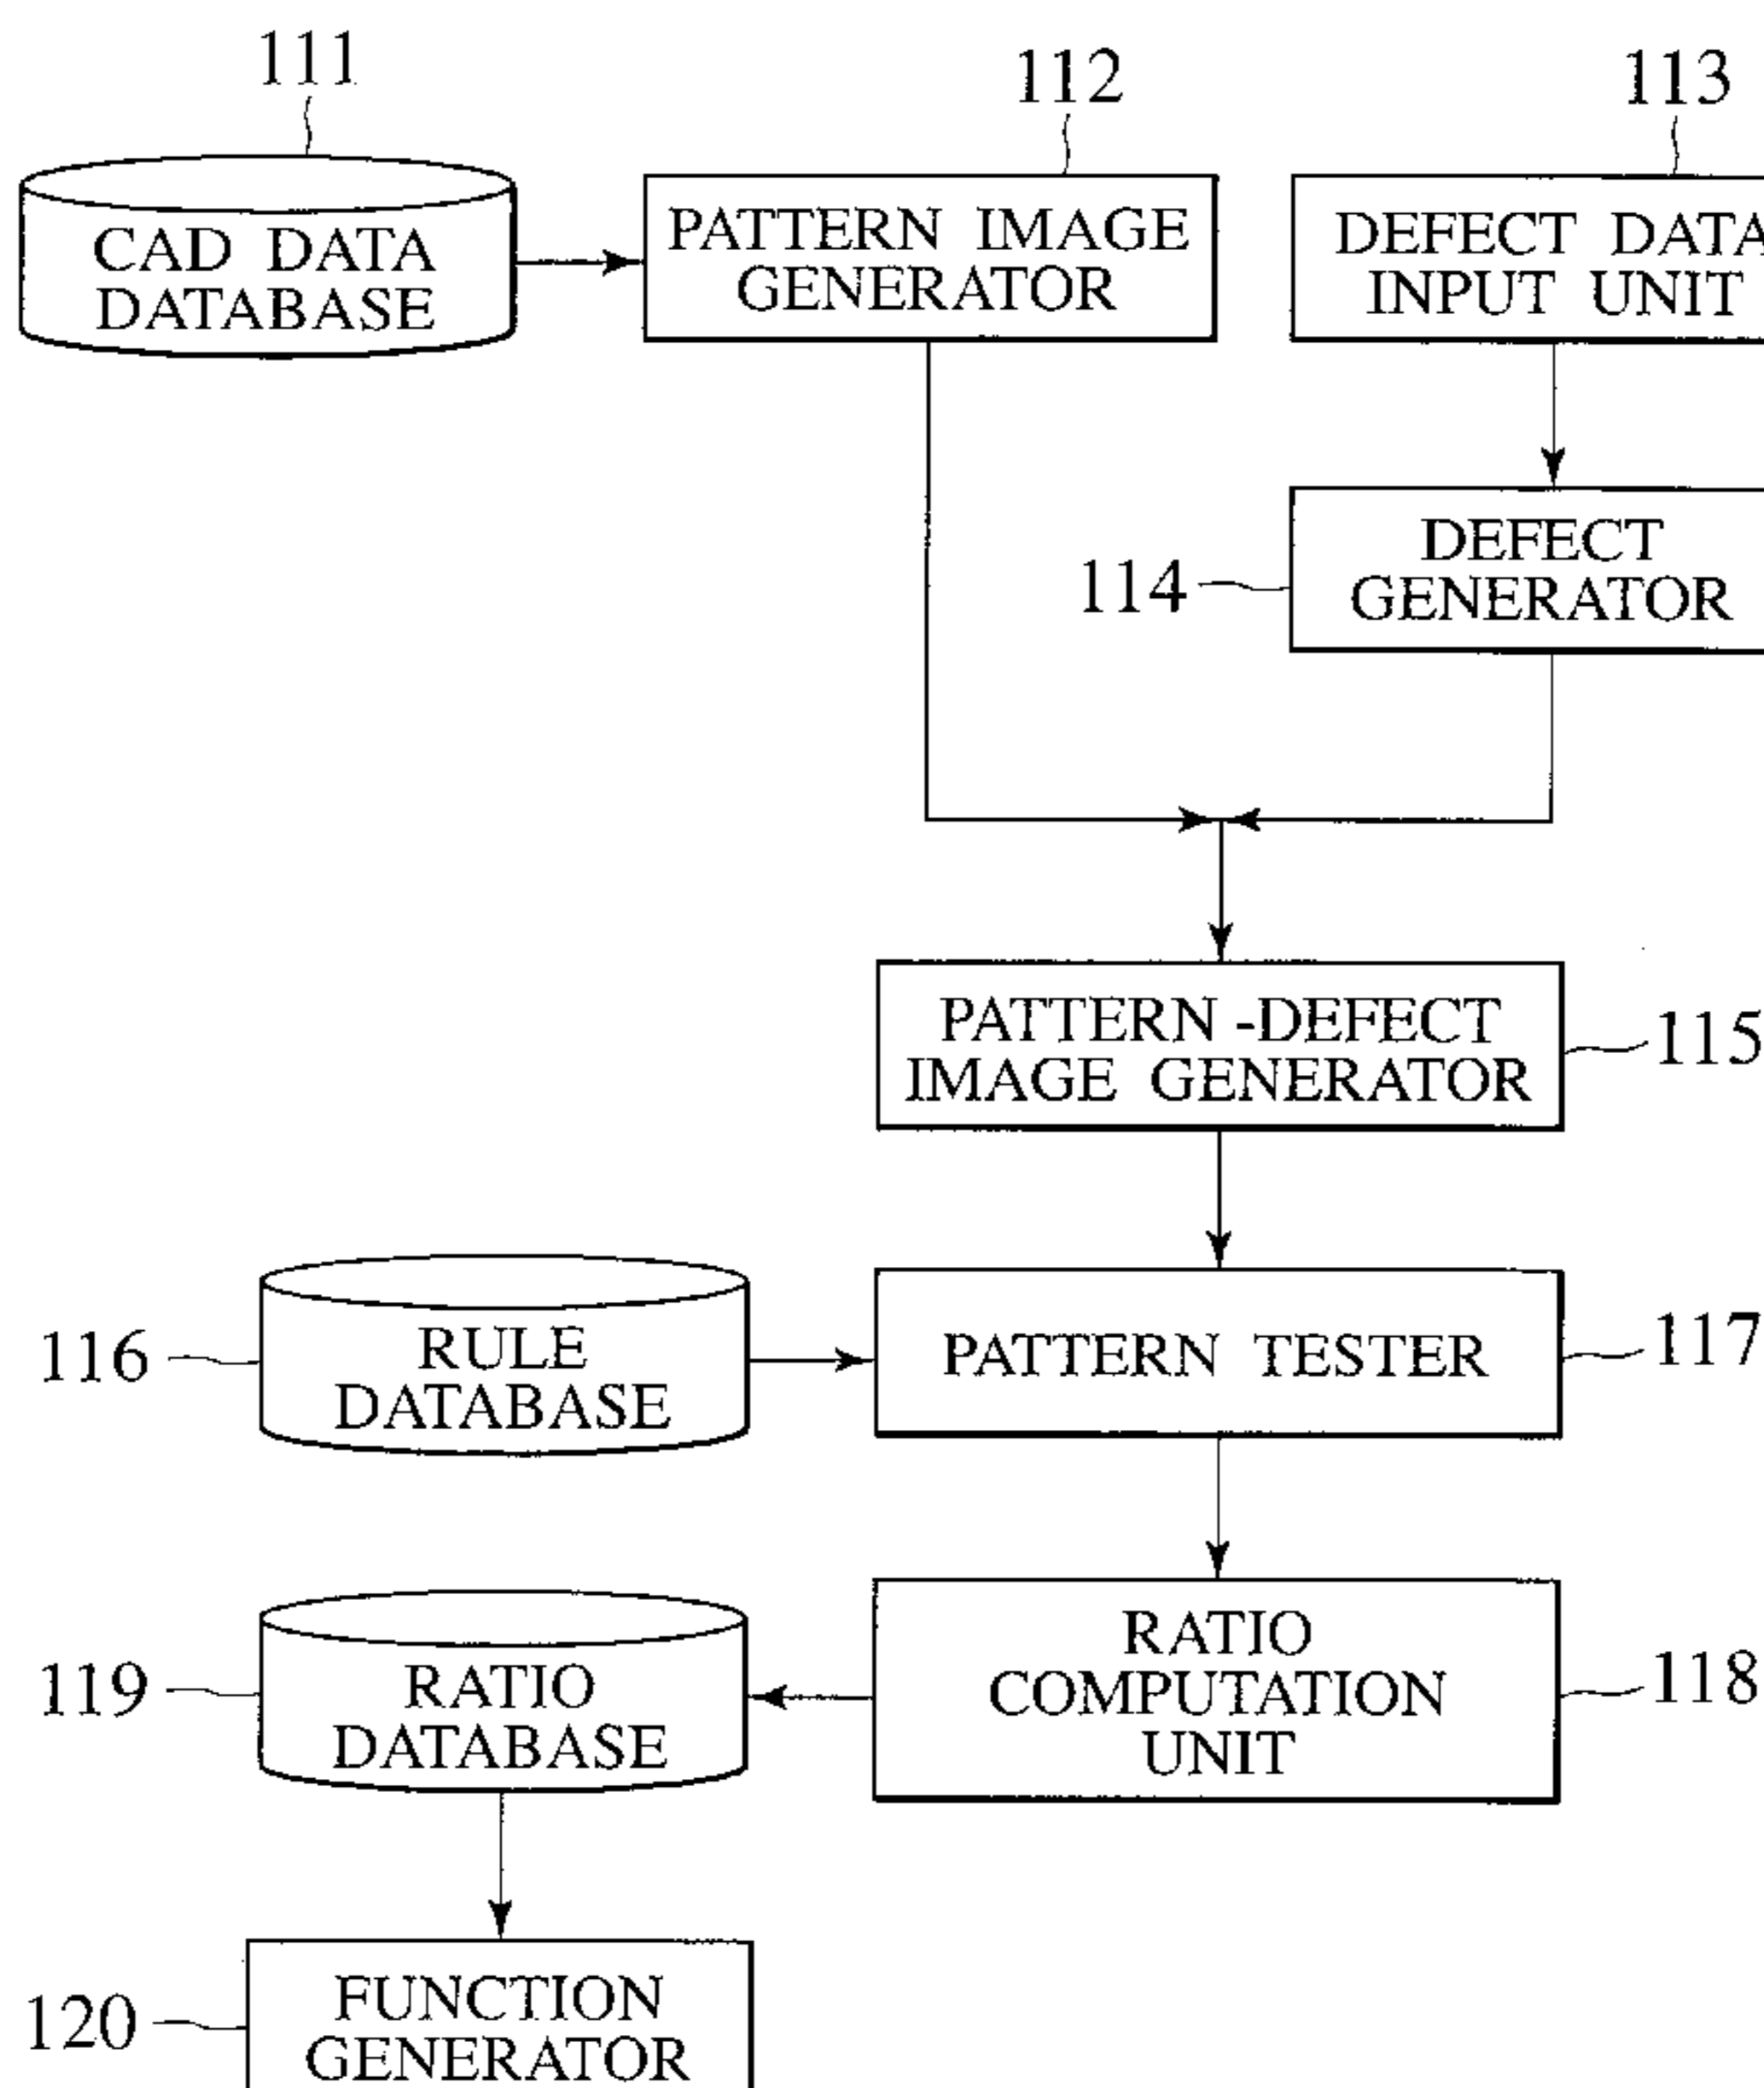 111
112
113
CAD DATA
DATABASE
PATTERN IMAGE
GENERATOR
DEFECT DATA
INPUT UNIT
114
DEFECT
GENERATOR
PATTERN-DEFECT
IMAGE GENERATOR
115
116
RULE
DATABASE
PATTERN TESTER
117
119
RATIO
DATABASE
RATIO
COMPUTATION
UNIT
118
120
FUNCTION
GENERATOR